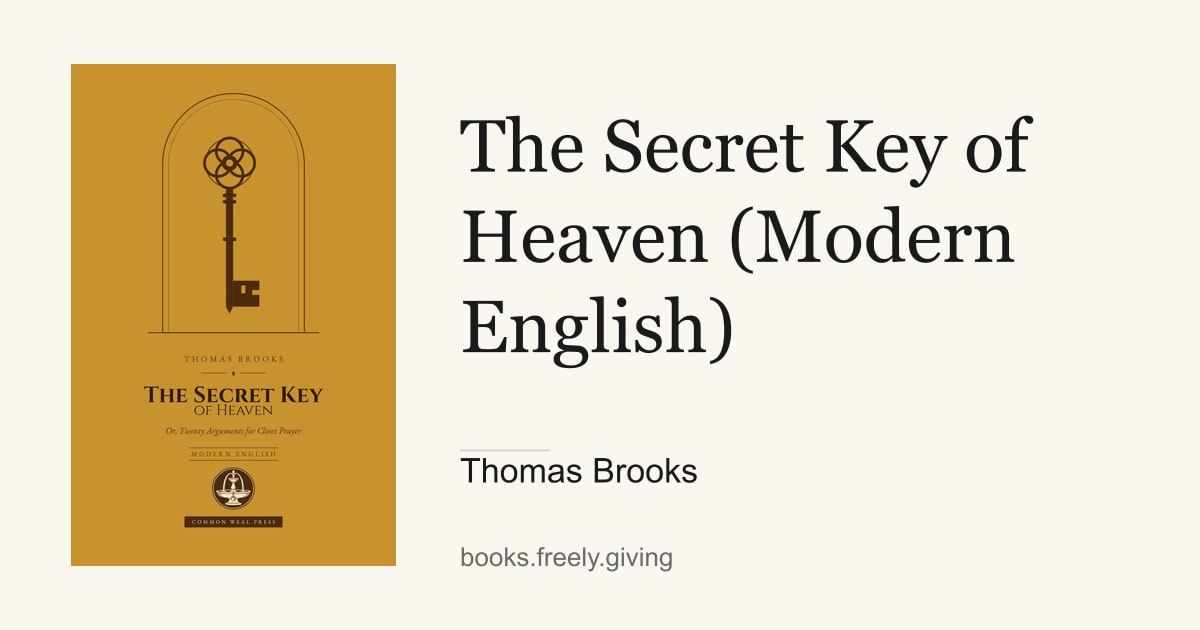 THOMAS BROOKS
THE SECRET KEY
OF HEAVEN
Or, Twenty Arguments for Closet Prayer
MODERN ENGLISH
COMMON WEAL PRESS
The Secret Key of
Heaven (Modern
English)
Thomas Brooks
books.freely.giving